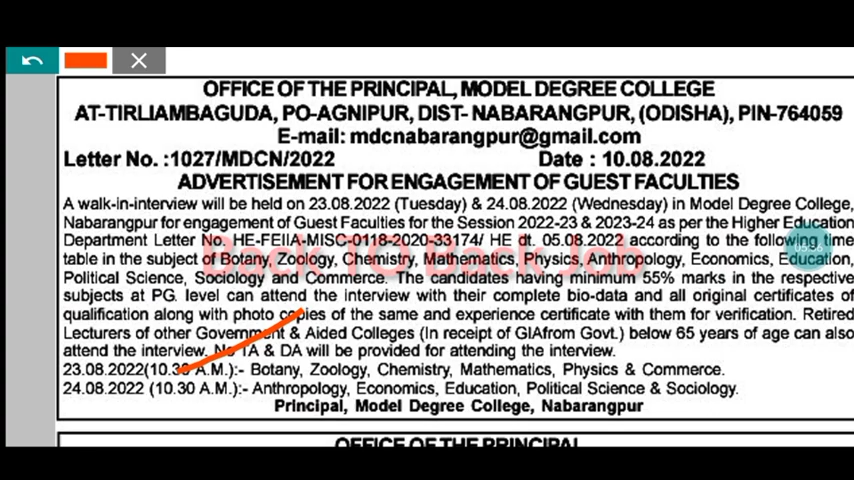 OFFICE OF THE PRINCIPAL, MODEL DEGREE COLLEGE
AT-TIRLIAMBAGUDA, PO-AGNIPUR, DIST- NABARANGPUR, (ODISHA), PIN-764059
E-mail: mdcnabarangpur@gmail.com
Letter No. :1027/MDCN/2022 Date : 10.08.2022
ADVERTISEMENT FOR ENGAGEMENT OF GUEST FACULTIES
A walk-in-interview will be held on 23.08.2022 (Tuesday) & 24.08.2022 (Wednesday) in Model Degree College,
Nabarangpur for engagement of Guest Faculties for the Session 2022-23 & 2023-24 as per the Higher Education
Department Letter No. HE-FEIIA-MISC-0118-2020-33174/ HE dt. 05.08.2022 according to the following time
table in the subject of Botany, Zoology, Chemistry, Mathematics, Physics, Anthropology, Economics, Education,
Back TO Back Job
Political Science, Sociology and Commerce. The candidates having minimum 55% marks in the respective
subjects at PG. level can attend the interview with their complete bio-data and all original certificates of
qualification along with photo copies of the same and experience certificate with them for verification. Retired
Lecturers of other Government & Aided Colleges (In receipt of GIAfrom Govt.) below 65 years of age can also
attend the interview. No TA & DA will be provided for attending the interview.
23.08.2022(10.30 A.M.):- Botany, Zoology, Chemistry, Mathematics, Physics & Commerce.
24.08.2022 (10.30 A.M.):- Anthropology, Economics, Education, Political Science & Sociology.
Principal, Model Degree College, Nabarangpur
OFFICE OF THE PRINCIPAL